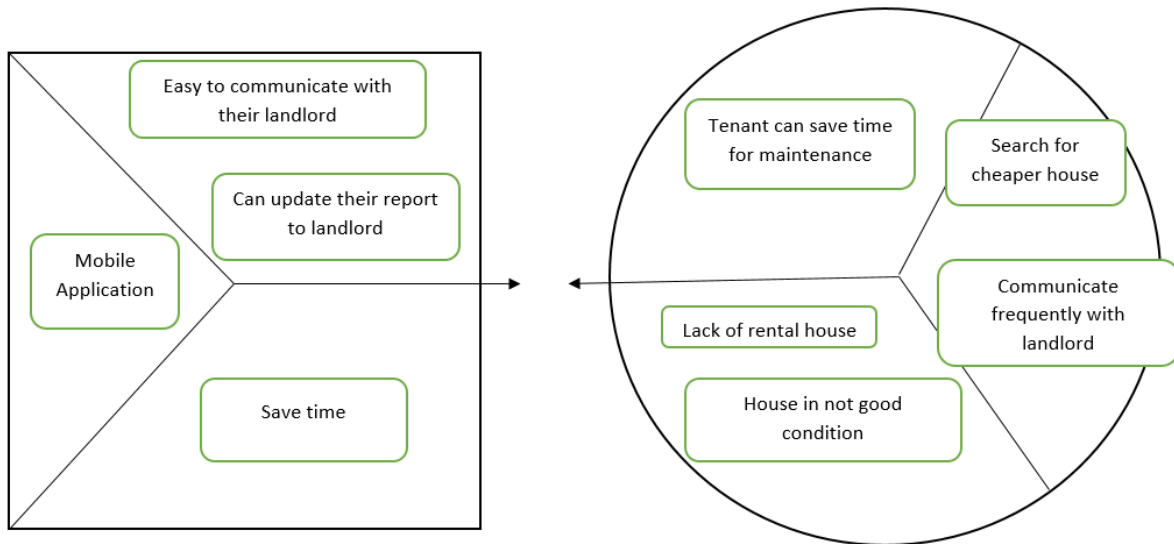 Easy to communicate with
their landlord
Can update their report
to landlord
Mobile
Application
Save time
Tenant can save time
for maintenance
Search for
cheaper house
Communicate
frequently with
landlord
Lack of rental house
House in not good
condition